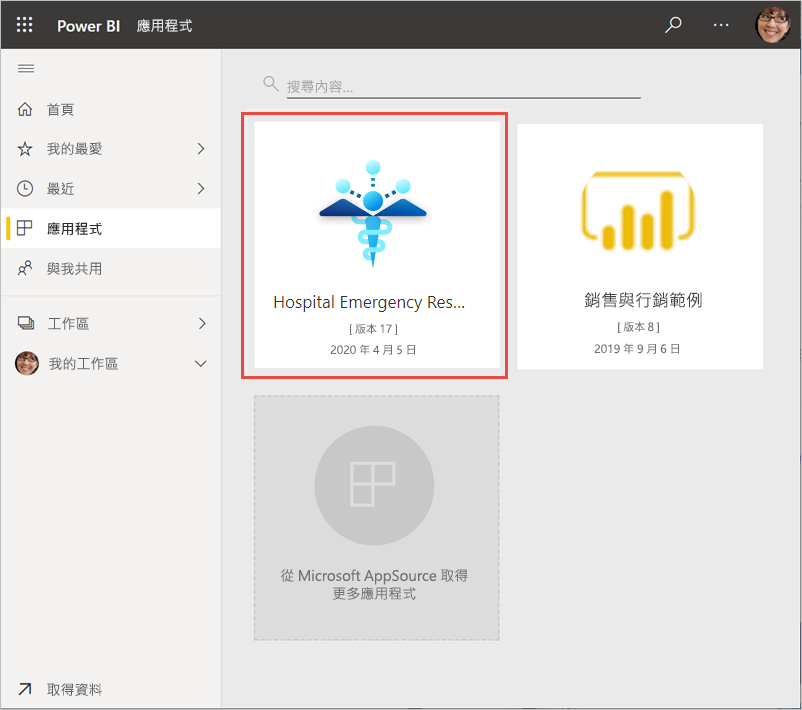 Power BI 應用程式
首頁
我的最愛
最近
應用程式
與我共用
工作區
我的工作區
取得資料
搜尋內容...
Hospital Emergency Res...
[ 版本 17 ]
2020 年 4 月 5 日
銷售與行銷範例
[ 版本 8 ]
2019 年 9 月 6 日
從 Microsoft AppSource 取得
更多應用程式